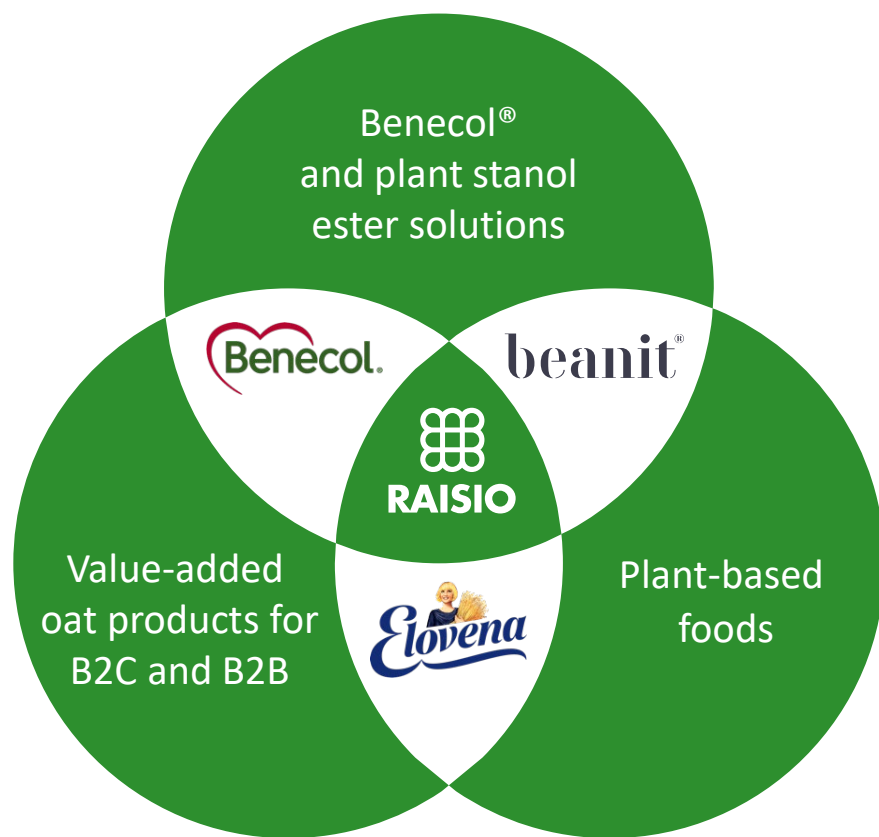 Benecol®
and plant stanol
ester solutions
Benecol®
beanit®
RAISIO
Value-added
oat products for
B2C and B2B
Plant-based
foods
Elovena